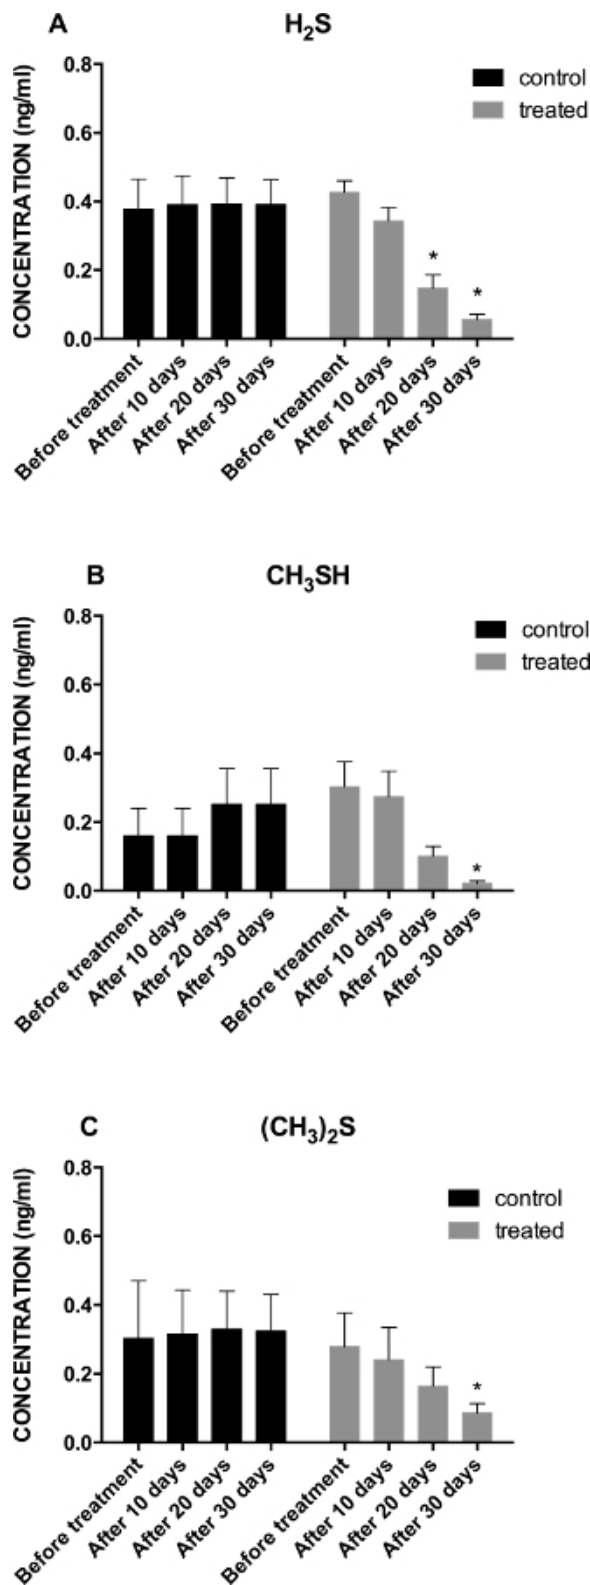 A H₂S
CONCENTRATION (ng/ml)
0.8
0.6
0.4
0.2
0.0
control
treated
*
*
Before treatment
After 10 days
After 20 days
After 30 days
Before treatment
After 10 days
After 20 days
After 30 days
B CH₃SH
CONCENTRATION (ng/ml)
0.8
0.6
0.4
0.2
0.0
control
treated
*
Before treatment
After 10 days
After 20 days
After 30 days
Before treatment
After 10 days
After 20 days
After 30 days
C (CH₃)₂S
CONCENTRATION (ng/ml)
0.8
0.6
0.4
0.2
0.0
control
treated
*
Before treatment
After 10 days
After 20 days
After 30 days
Before treatment
After 10 days
After 20 days
After 30 days